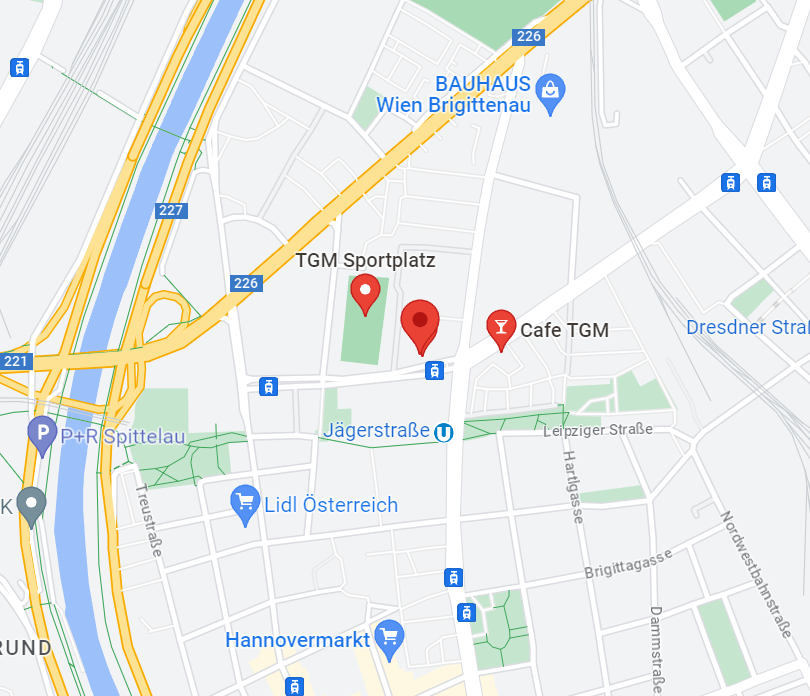 226
BAUHAUS
Wien Brigittenau
227
TGM Sportplatz
226
Cafe TGM
Dresdner Straß
221
Jägerstraße U
Leipziger Straße
P P+R Spittelau
Hartlgasse
K
Lidl Österreich
Treustraße
Nordwestbahnstraße
Brigittagasse
Dammstraße
Hannovermarkt
RUND